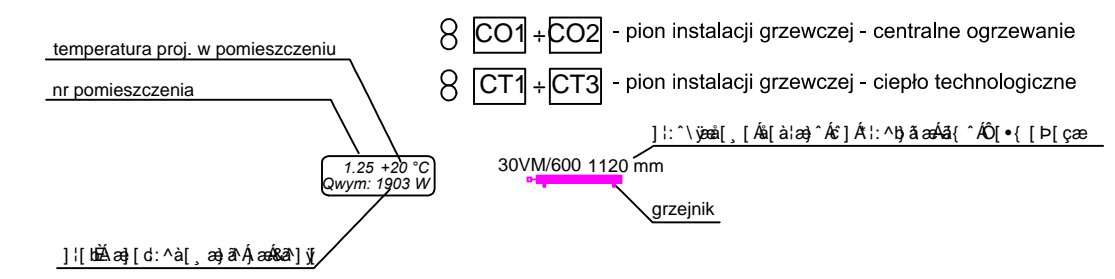 CO1 ÷ CO2 - pion instalacji grzewczej - centralne ogrzewanie
temperatura proj. w pomieszczeniu
CT1 ÷ CT3 - pion instalacji grzewczej - ciepło technologiczne
nr pomieszczenia
1.25 +20 °C
Qwym: 1903 W
30VM/600 1120 mm
grzejnik